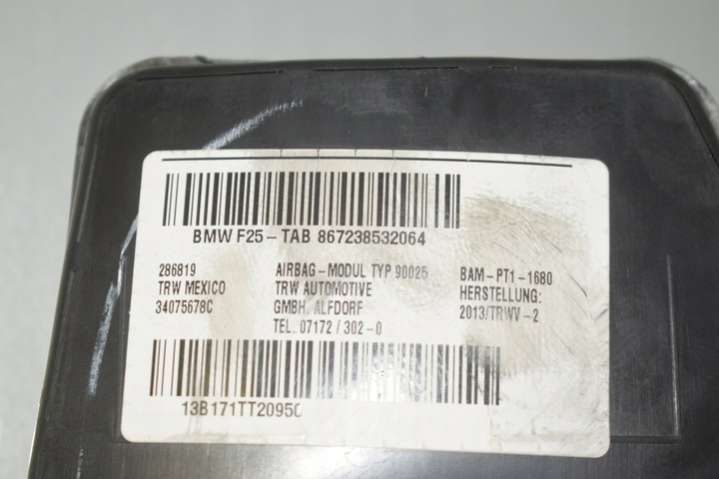 BMW F25-TAB 867238532064
286819
TRW MEXICO
34075678C
AIRBAG-MODUL TYP 90025
TRW AUTOMOTIVE
GMBH. ALFDORF
TEL. 07172/302-0
BAM-PT1-1680
HERSTELLUNG:
2013/TRWV-2
13B171TT2095C